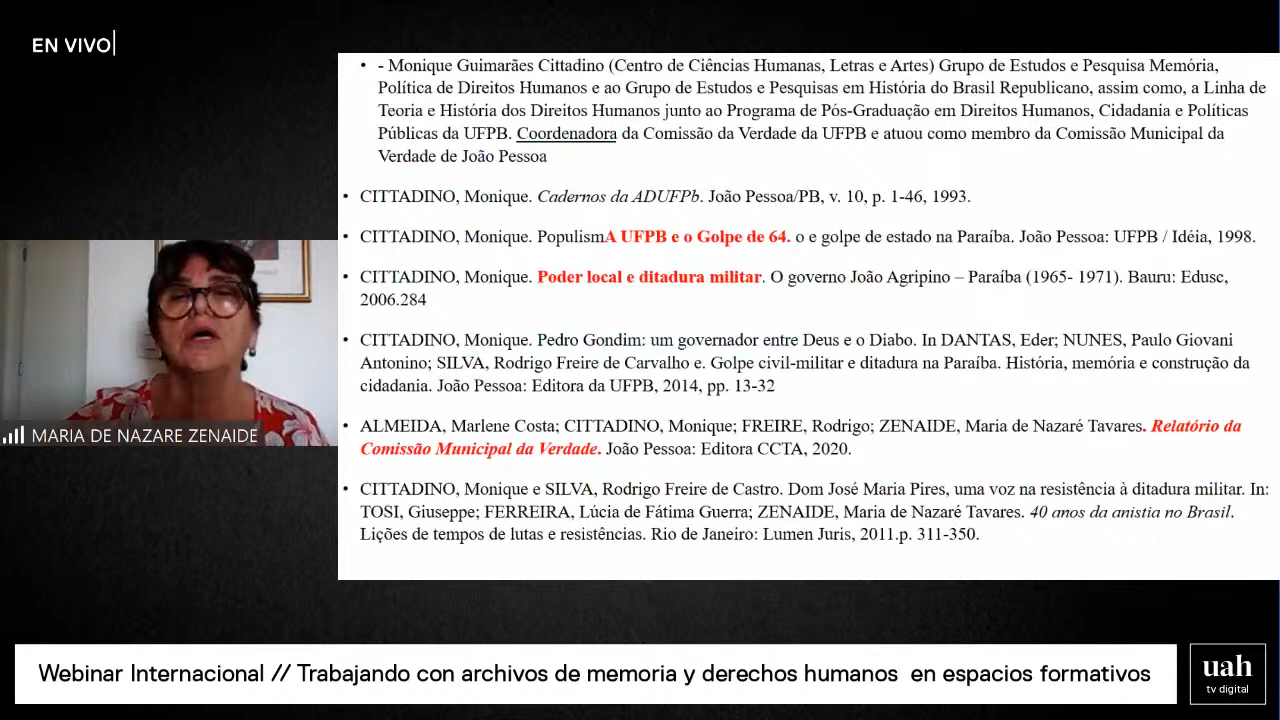 EN VIVO
• - Monique Guimarães Cittadino (Centro de Ciências Humanas, Letras e Artes) Grupo de Estudos e Pesquisa Memória,
Política de Direitos Humanos e ao Grupo de Estudos e Pesquisas em História do Brasil Republicano, assim como, a Linha de
Teoria e História dos Direitos Humanos junto ao Programa de Pós-Graduação em Direitos Humanos, Cidadania e Políticas
Públicas da UFPB. Coordenadora da Comissão da Verdade da UFPB e atuou como membro da Comissão Municipal da
Verdade de João Pessoa
• CITTADINO, Monique. Cadernos da ADUFPb. João Pessoa/PB, v. 10, p. 1-46, 1993.
• CITTADINO, Monique. PopulismA UFPB e o Golpe de 64. o e golpe de estado na Paraíba. João Pessoa: UFPB / Idéia, 1998.
• CITTADINO, Monique. Poder local e ditadura militar. O governo João Agripino – Paraíba (1965- 1971). Bauru: Edusc,
2006.284
• CITTADINO, Monique. Pedro Gondim: um governador entre Deus e o Diabo. In DANTAS, Eder; NUNES, Paulo Giovani
Antonino; SILVA, Rodrigo Freire de Carvalho e. Golpe civil-militar e ditadura na Paraíba. História, memória e construção da
cidadania. João Pessoa: Editora da UFPB, 2014, pp. 13-32
• ALMEIDA, Marlene Costa; CITTADINO, Monique; FREIRE, Rodrigo; ZENAIDE, Maria de Nazaré Tavares. Relatório da
Comissão Municipal da Verdade. João Pessoa: Editora CCTA, 2020.
• CITTADINO, Monique e SILVA, Rodrigo Freire de Castro. Dom José Maria Pires, uma voz na resistência à ditadura militar. In:
TOSI, Giuseppe; FERREIRA, Lúcia de Fátima Guerra; ZENAIDE, Maria de Nazaré Tavares. 40 anos da anistia no Brasil.
Lições de tempos de lutas e resistências. Rio de Janeiro: Lumen Juris, 2011.p. 311-350.
MARIA DE NAZARE ZENAIDE
Webinar Internacional // Trabajando con archivos de memoria y derechos humanos en espacios formativos
uah
tv digital